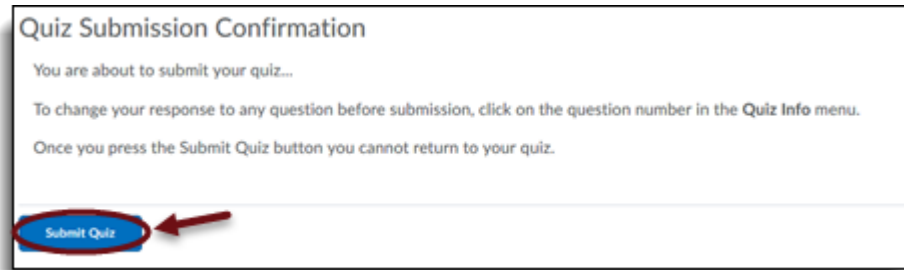 Quiz Submission Confirmation
You are about to submit your quiz...
To change your response to any question before submission, click on the question number in the Quiz Info menu.
Once you press the Submit Quiz button you cannot return to your quiz.
Submit Quiz